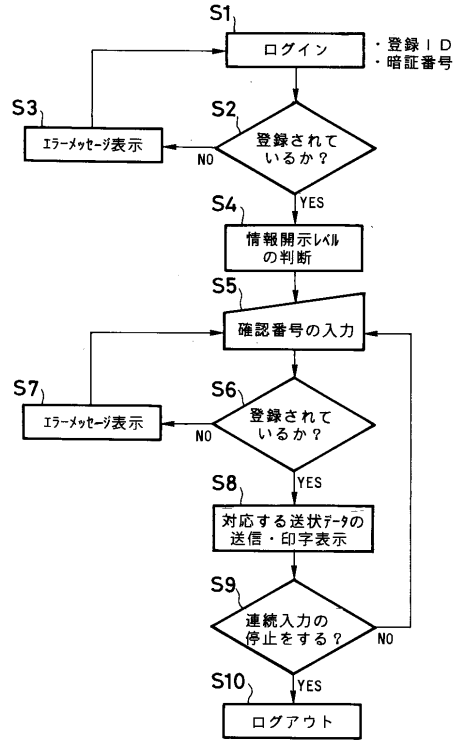 S1
ログイン
・登録ID
・暗証番号
S2
登録されて
いるか?
NO
YES
S3
エラーメッセージ表示
S4
情報開示レベル
の判断
S5
確認番号の入力
S6
登録されて
いるか?
NO
YES
S7
エラーメッセージ表示
S8
対応する送状データの
送信・印字表示
S9
連続入力の
停止をする?
NO
YES
S10
ログアウト